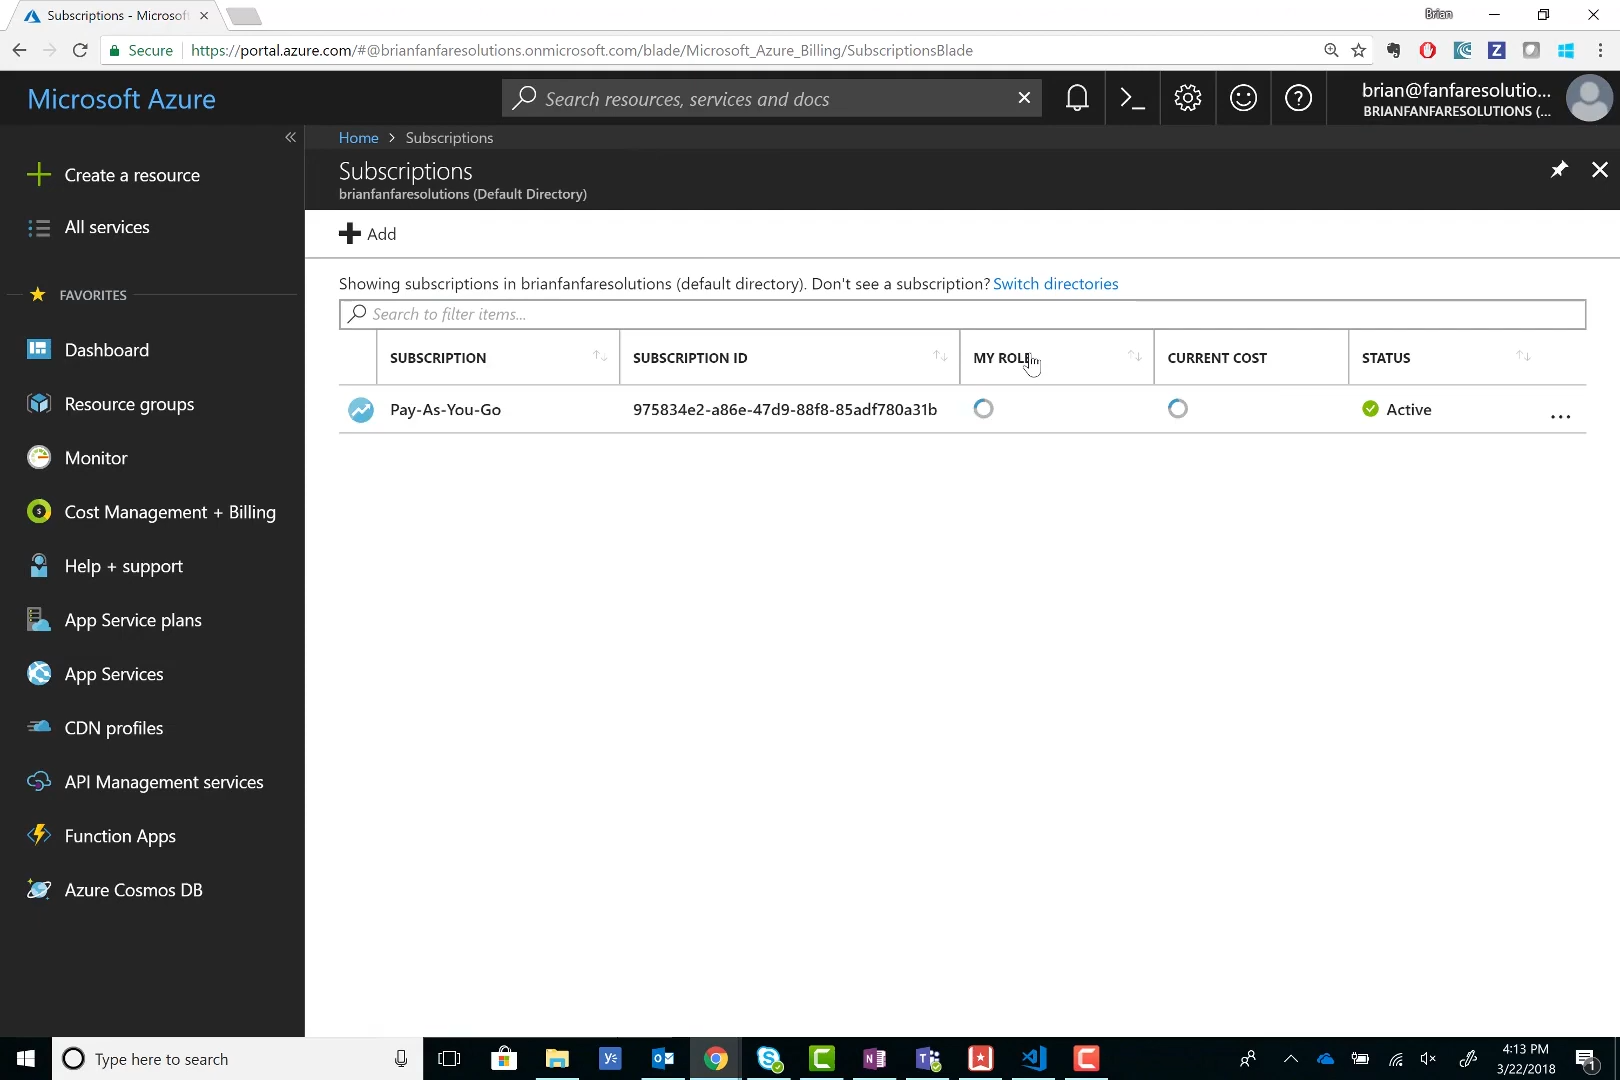 Subscriptions - Microsof
Brian
Secure
https://portal.azure.com/#@brianfanfaresolutions.onmicrosoft.com/blade/Microsoft_Azure_Billing/SubscriptionsBlade
Z
Microsoft Azure
Search resources, services and docs
brian@fanfaresolutio...
BRIANFANFARESOLUTIONS (...
Home > Subscriptions
Subscriptions
brianfanfaresolutions (Default Directory)
Create a resource
All services
FAVORITES
Dashboard
Resource groups
Monitor
Cost Management + Billing
Help + support
App Service plans
App Services
CDN profiles
API Management services
Function Apps
Azure Cosmos DB
Add
Showing subscriptions in brianfanfaresolutions (default directory). Don't see a subscription? Switch directories
Search to filter items...
SUBSCRIPTION SUBSCRIPTION ID MY ROLE CURRENT COST STATUS
Pay-As-You-Go 975834e2-a86e-47d9-88f8-85adf780a31b Active ...
Type here to search
4:13 PM
3/22/2018
1